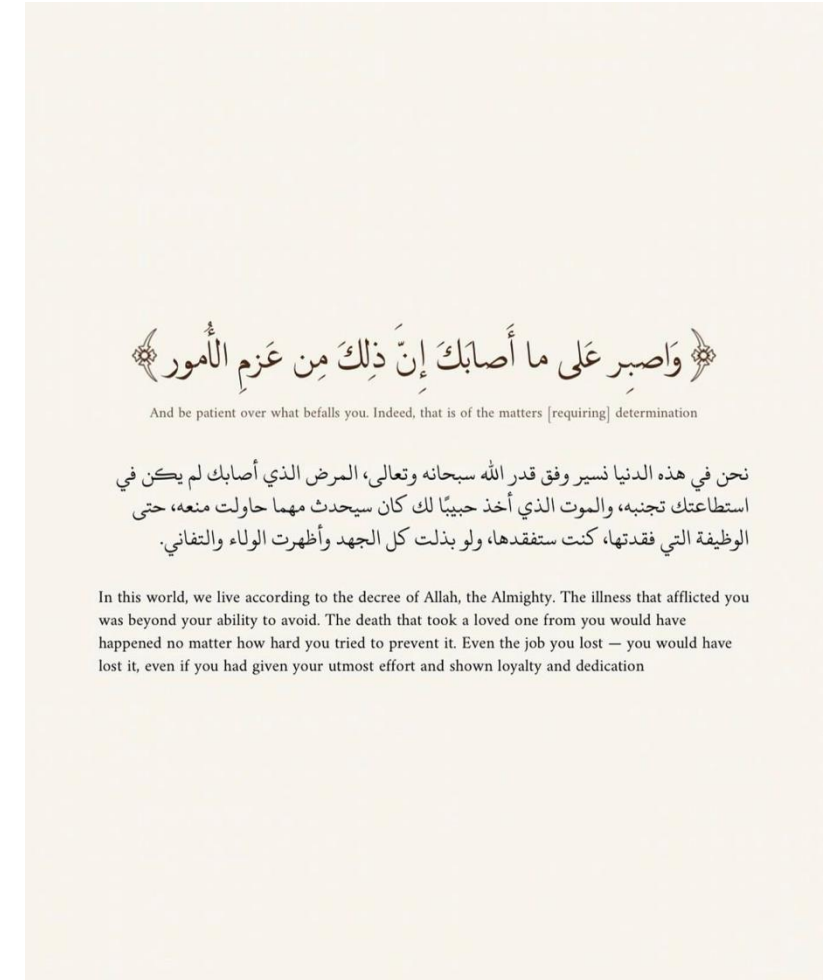 ﴿ وَاصبِر عَلى ما أَصابَكَ إِنَّ ذلِكَ مِن عَزمِ الأُمور ﴾
And be patient over what befalls you. Indeed, that is of the matters [requiring] determination
نحن في هذه الدنيا نسير وفق قدر الله سبحانه وتعالى، المرض الذي أصابك لم يكن في
استطاعتك تجنبه، والموت الذي أخذ حبيبًا لك كان سيحدث مهما حاولت منعه، حتى
الوظيفة التي فقدتها، كنت ستفقدها، ولو بذلت كل الجهد وأظهرت الولاء والتفاني.
In this world, we live according to the decree of Allah, the Almighty. The illness that afflicted you
was beyond your ability to avoid. The death that took a loved one from you would have
happened no matter how hard you tried to prevent it. Even the job you lost — you would have
lost it, even if you had given your utmost effort and shown loyalty and dedication